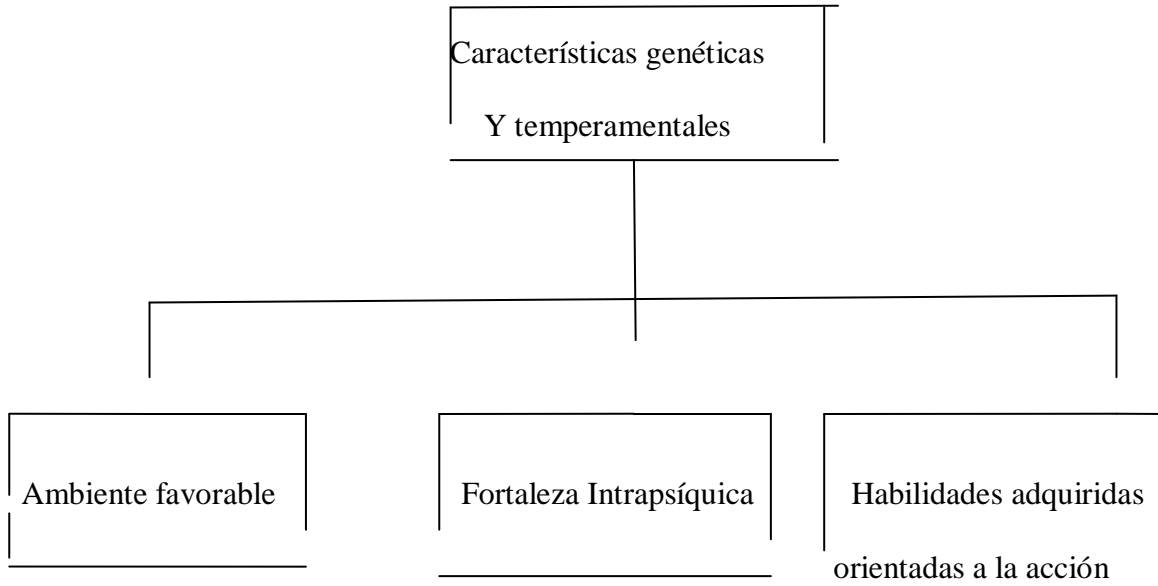 Características genéticas
Y temperamentales
Ambiente favorable
Fortaleza Intrapsíquica
Habilidades adquiridas
orientadas a la acción